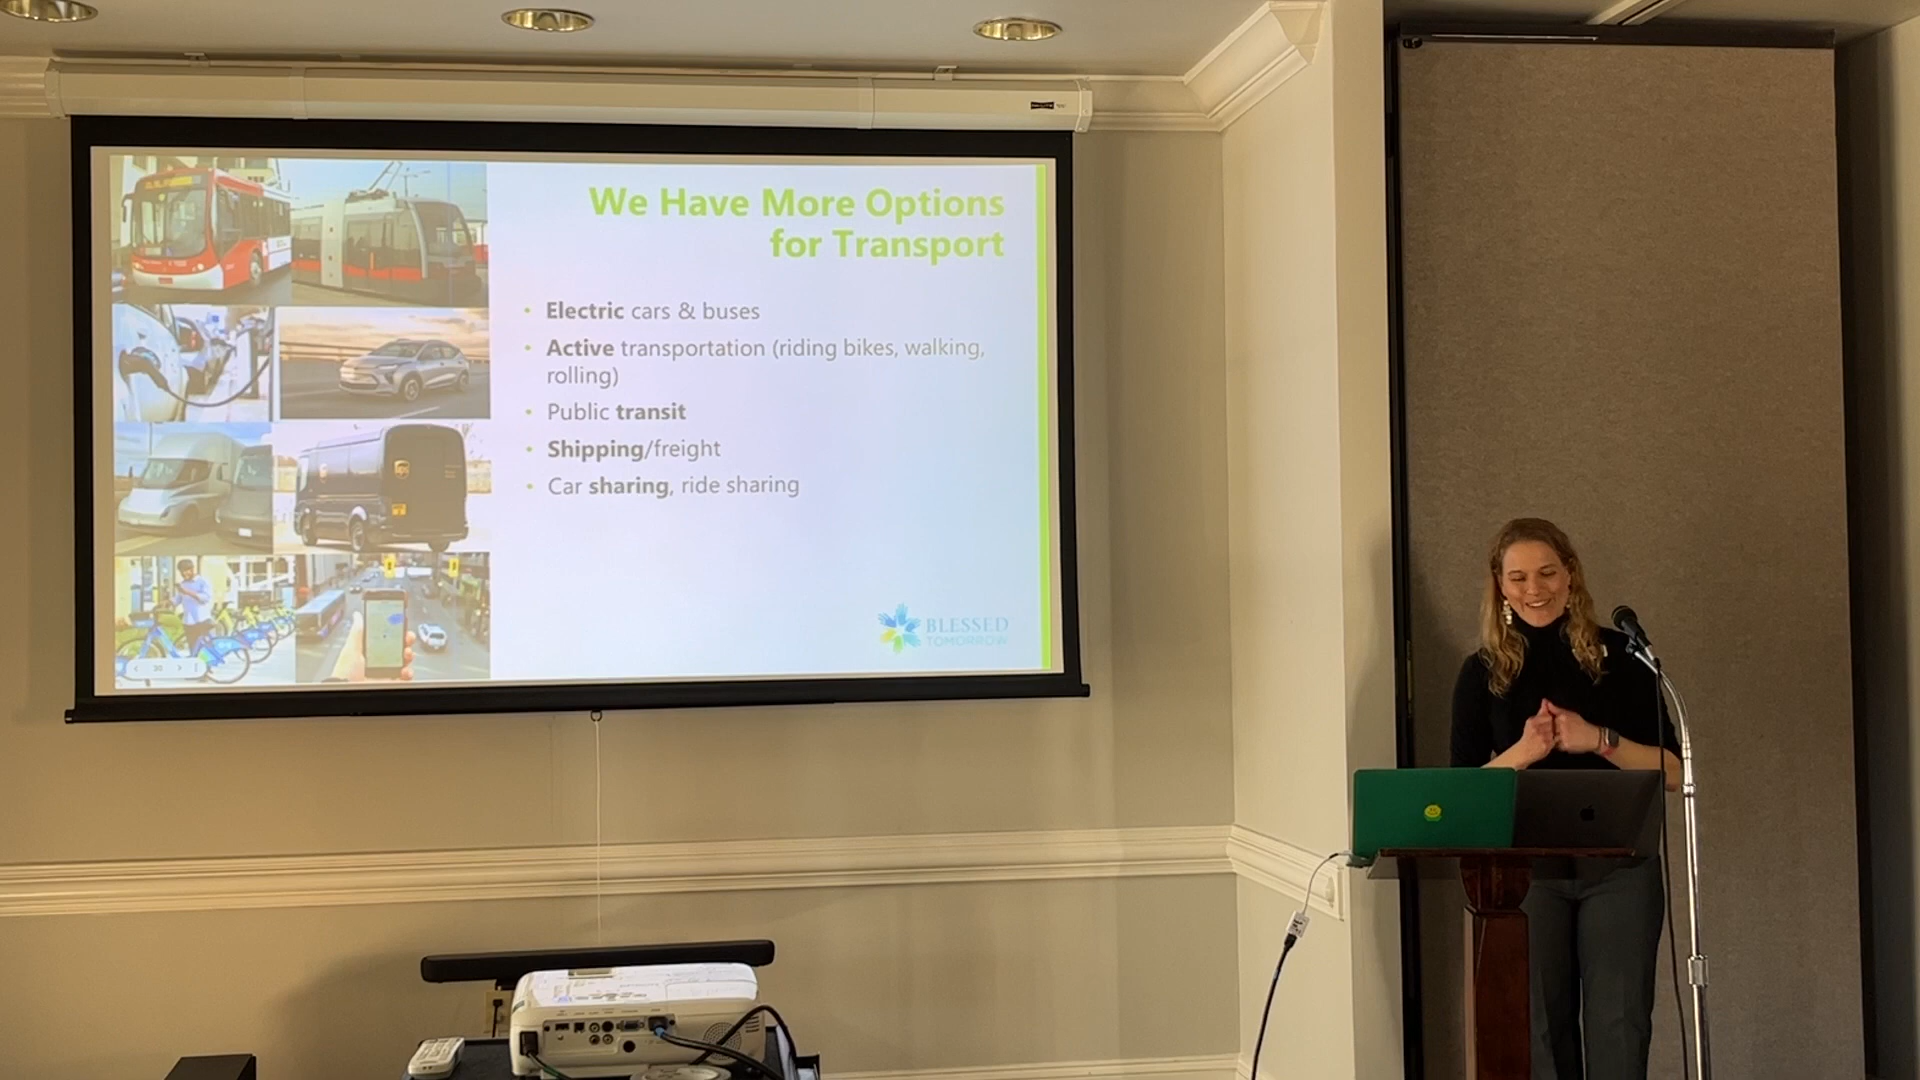 We Have More Options
for Transport
• Electric cars & buses
• Active transportation (riding bikes, walking,
rolling)
• Public transit
• Shipping/freight
• Car sharing, ride sharing
BLESSED
TOMORROW
ups